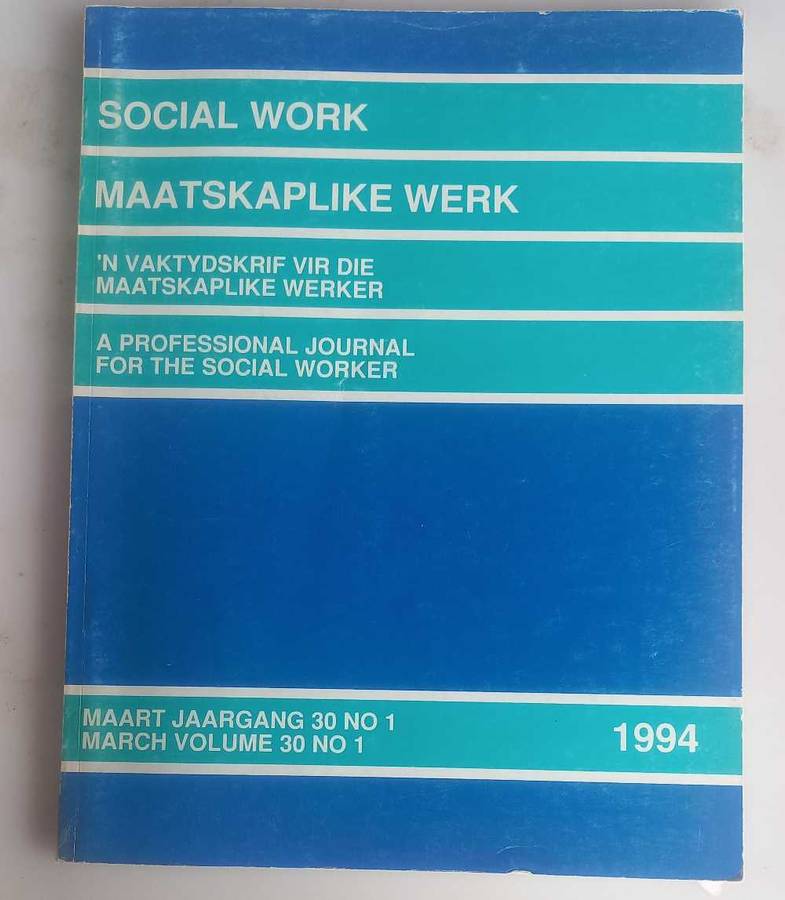 SOCIAL WORK
MAATSKAPLIKE WERK
'N VAKTYDSKRIF VIR DIE
MAATSKAPLIKE WERKER
A PROFESSIONAL JOURNAL
FOR THE SOCIAL WORKER
MAART JAARGANG 30 NO 1
MARCH VOLUME 30 NO 1
1994